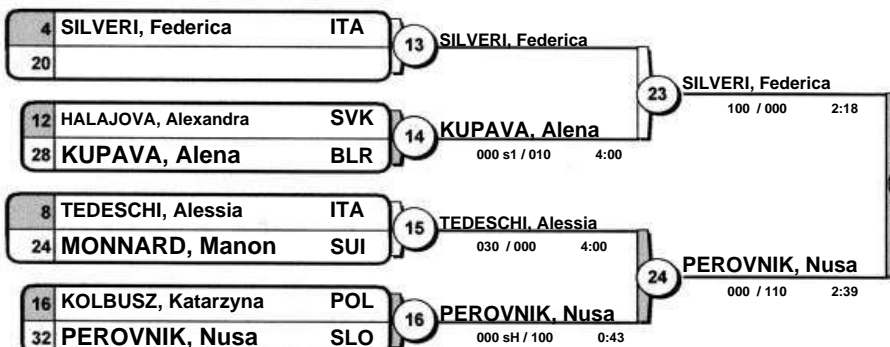 4 SILVERI, Federica ITA
20
13 SILVERI, Federica
12 HALAJOVA, Alexandra SVK
28 KUPAVA, Alena BLR
14 KUPAVA, Alena
000 s1 / 010 4:00
23 SILVERI, Federica
100 / 000 2:18
8 TEDESCHI, Alessia ITA
24 MONNARD, Manon SUI
15 TEDESCHI, Alessia
030 / 000 4:00
16 KOLBUSZ, Katarzyna POL
32 PEROVNIK, Nusa SLO
16 PEROVNIK, Nusa
000 sH / 100 0:43
24 PEROVNIK, Nusa
000 / 110 2:39